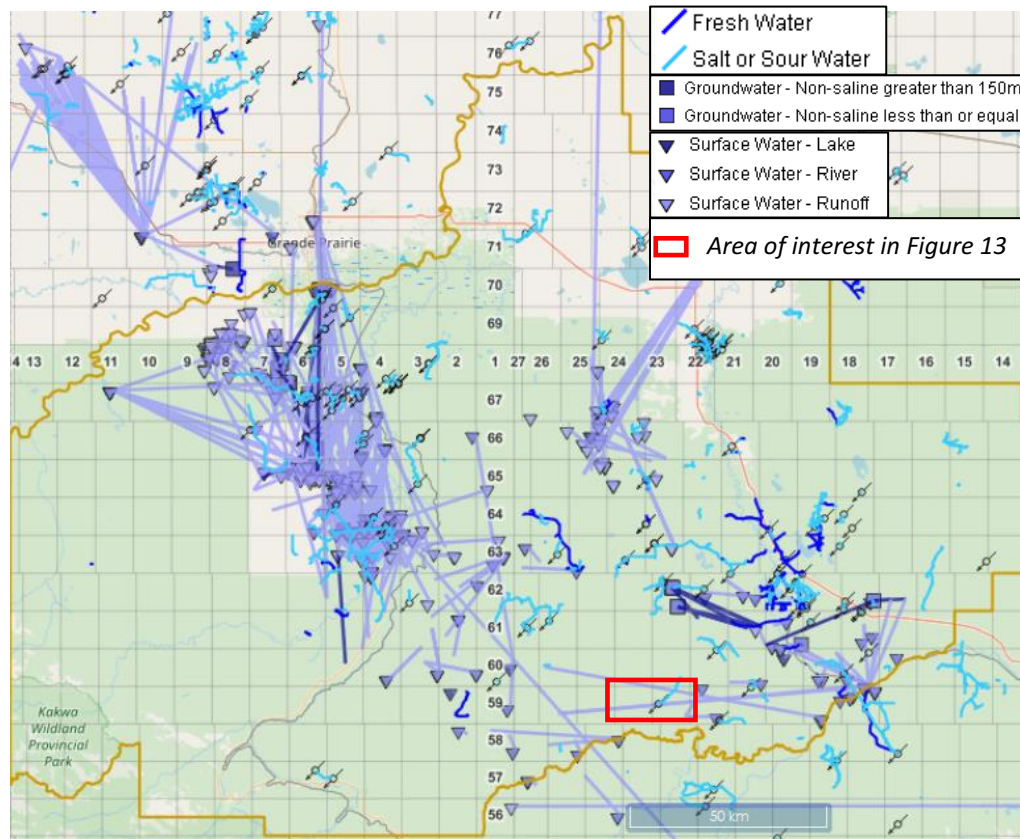 Fresh Water
Salt or Sour Water
Groundwater - Non-saline greater than 150m
Groundwater - Non-saline less than or equal
Surface Water - Lake
Surface Water - River
Surface Water - Runoff
Area of interest in Figure 13
77
76
75
74
73
72
Grande Prairie
71
70
69
14 13 12 11 10 9 8 7 6 5 4 3 2 1 27 26 25 24 23 22 21 20 19 18 17 16 15 14
67
66
65
64
63
62
61
60
59
Kakwa
Wildland
Provincial
Park
58
57
56
50 km